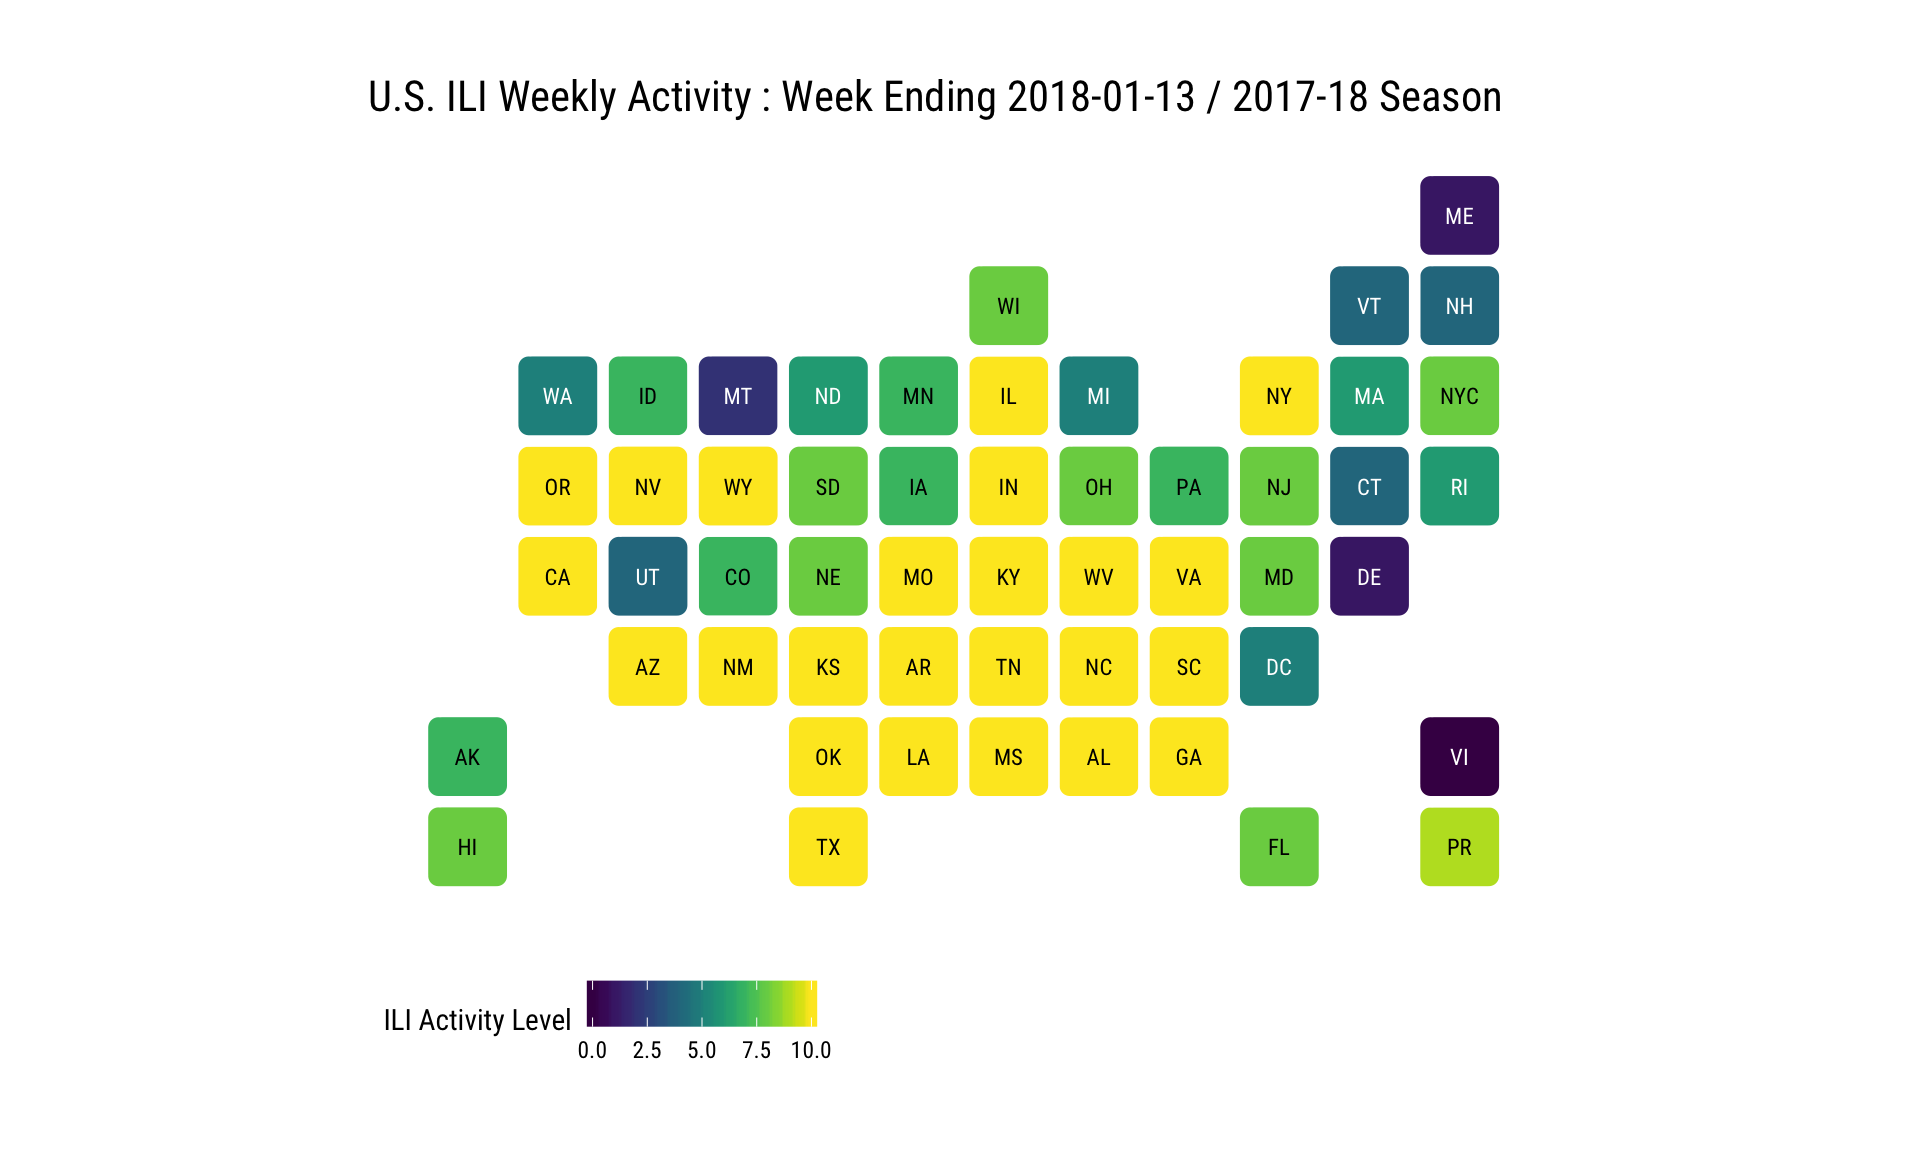 U.S. ILI Weekly Activity : Week Ending 2018-01-13 / 2017-18 Season
ME
WI VT NH
WA ID MT ND MN IL MI NY MA NYC
OR NV WY SD IA IN OH PA NJ CT RI
CA UT CO NE MO KY WV VA MD DE
AZ NM KS AR TN NC SC DC
AK OK LA MS AL GA VI
HI TX FL PR
ILI Activity Level
0.0 2.5 5.0 7.5 10.0